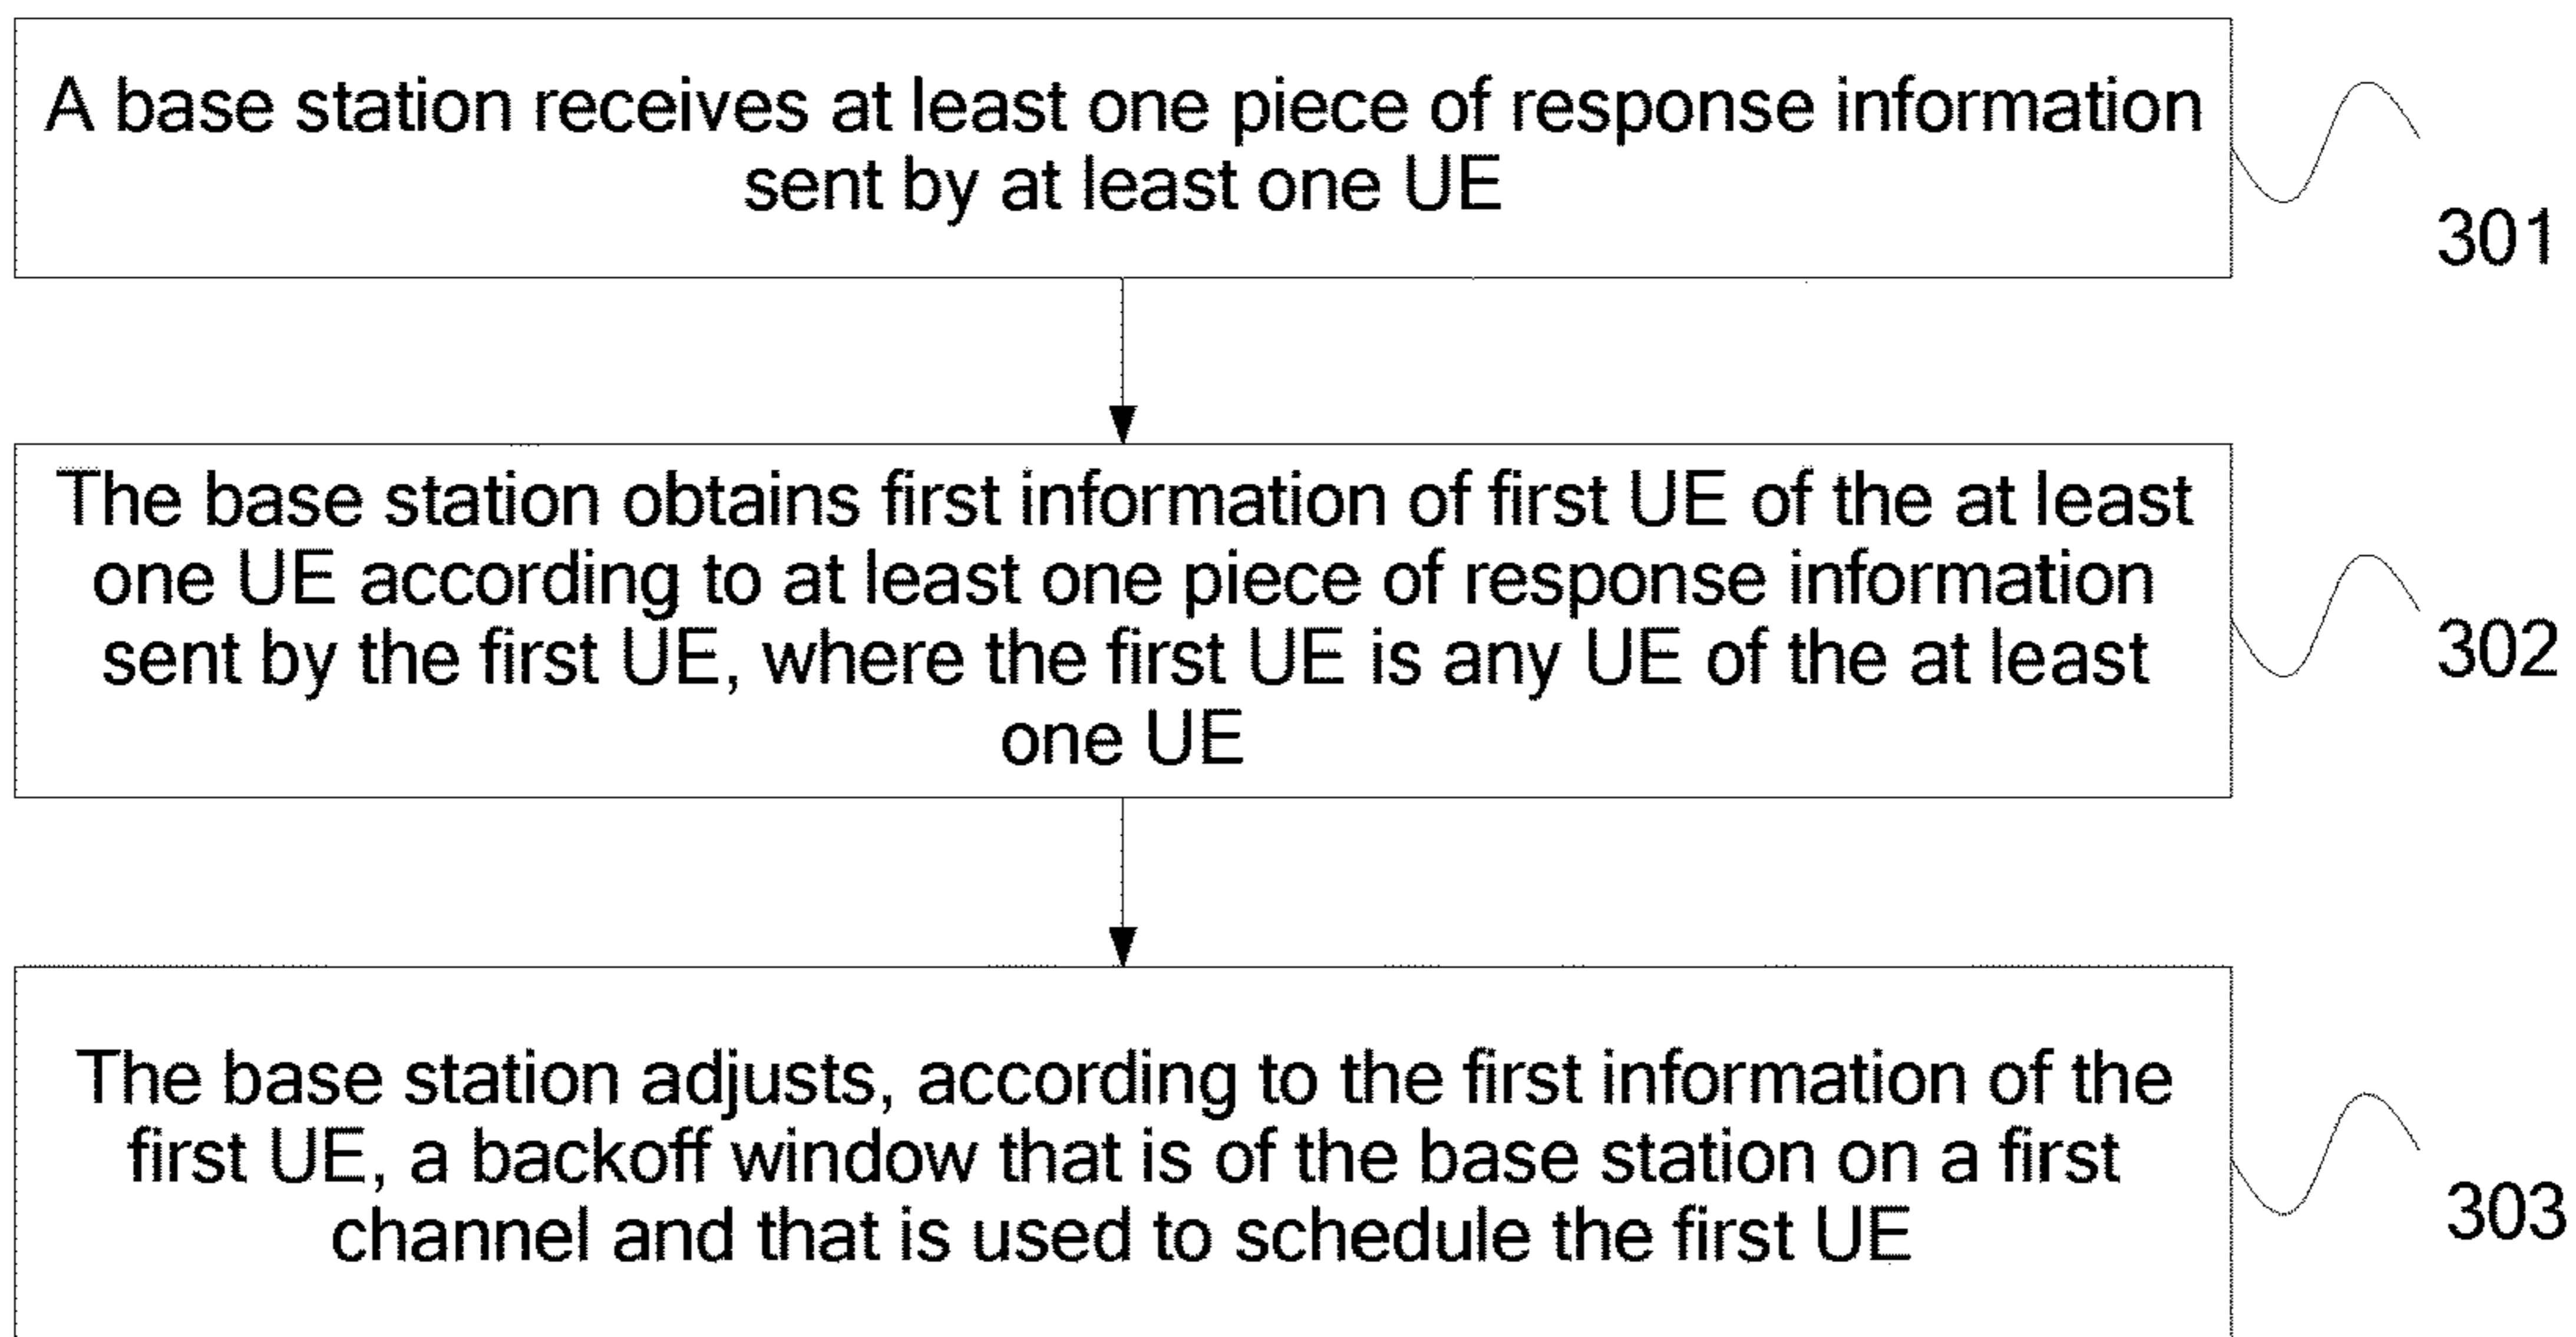 A base station receives at least one piece of response information
sent by at least one UE
301
The base station obtains first information of first UE of the at least
one UE according to at least one piece of response information
sent by the first UE, where the first UE is any UE of the at least
one UE
302
The base station adjusts, according to the first information of the
first UE, a backoff window that is of the base station on a first
channel and that is used to schedule the first UE
303